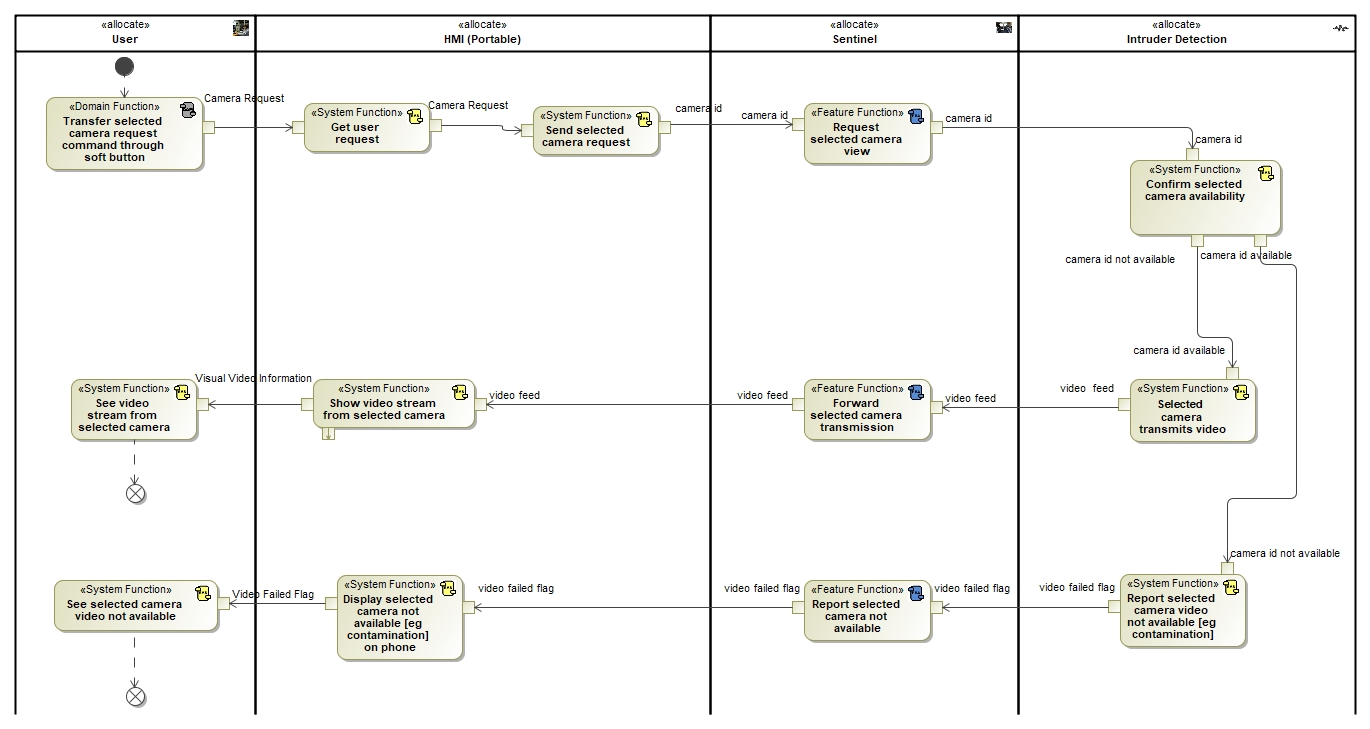 «allocate»
User
«allocate»
HMI (Portable)
«allocate»
Sentinel
«allocate»
Intruder Detection
«Domain Function»
Transfer selected
camera request
command through
soft button
Camera Request
«System Function»
Get user
request
Camera Request
«System Function»
Send selected
camera request
camera id
camera id
«Feature Function»
Request
selected camera
view
camera id
camera id
«System Function»
Confirm selected
camera availability
camera id not available
camera id available
camera id available
«System Function»
See video
stream from
selected camera
Visual Video Information
«System Function»
Show video stream
from selected camera
video feed
video feed
«Feature Function»
Forward
selected camera
transmission
video feed
video feed
«System Function»
Selected
camera
transmits video
camera id not available
«System Function»
See selected camera
video not available
Video Failed Flag
«System Function»
Display selected
camera not
available [eg
contamination]
on phone
video failed flag
video failed flag
«Feature Function»
Report selected
camera not
available
video failed flag
video failed flag
«System Function»
Report selected
camera video
not available [eg
contamination]